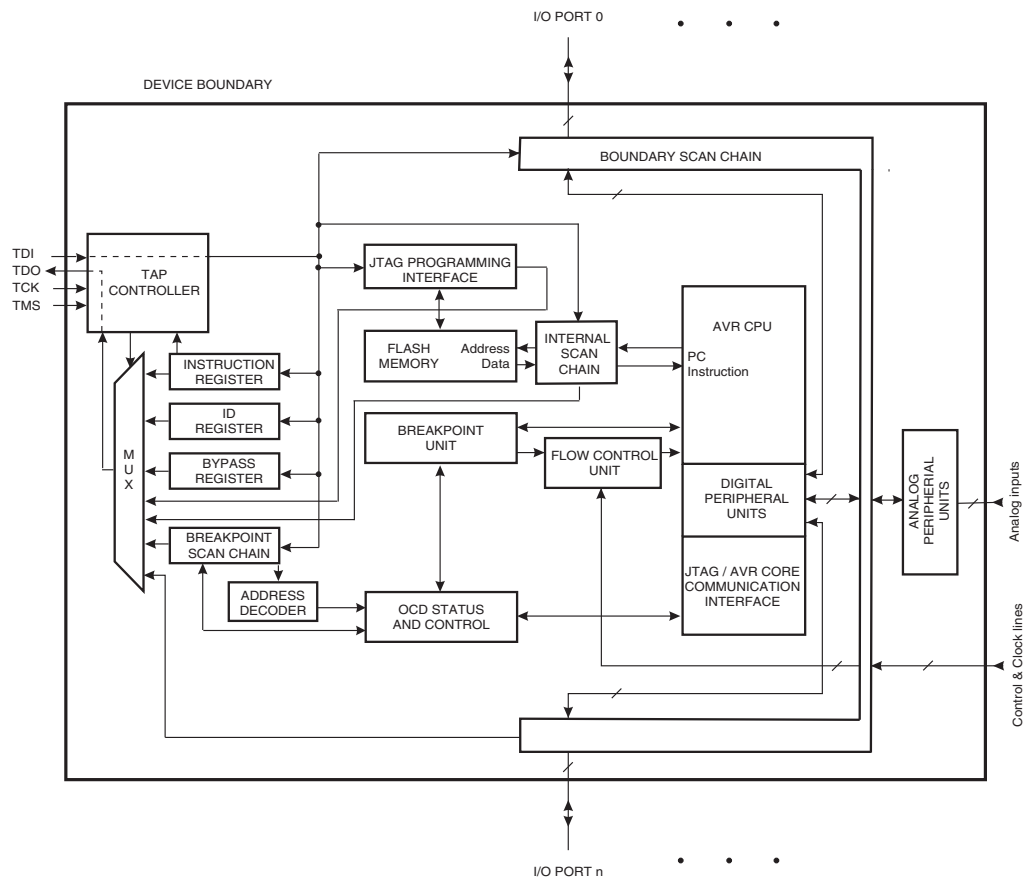 I/O PORT 0
DEVICE BOUNDARY
BOUNDARY SCAN CHAIN
TDI
TDO
TCK
TMS
TAP
CONTROLLER
JTAG PROGRAMMING
INTERFACE
AVR CPU
FLASH
MEMORY
Address
Data
INTERNAL
SCAN
CHAIN
PC
Instruction
INSTRUCTION
REGISTER
ID
REGISTER
M
U
X
BREAKPOINT
UNIT
FLOW CONTROL
UNIT
BYPASS
REGISTER
DIGITAL
PERIPHERAL
UNITS
ANALOG
PERIPHERIAL
UNITS
Analog inputs
BREAKPOINT
SCAN CHAIN
ADDRESS
DECODER
OCD STATUS
AND CONTROL
JTAG / AVR CORE
COMMUNICATION
INTERFACE
Control & Clock lines
I/O PORT n